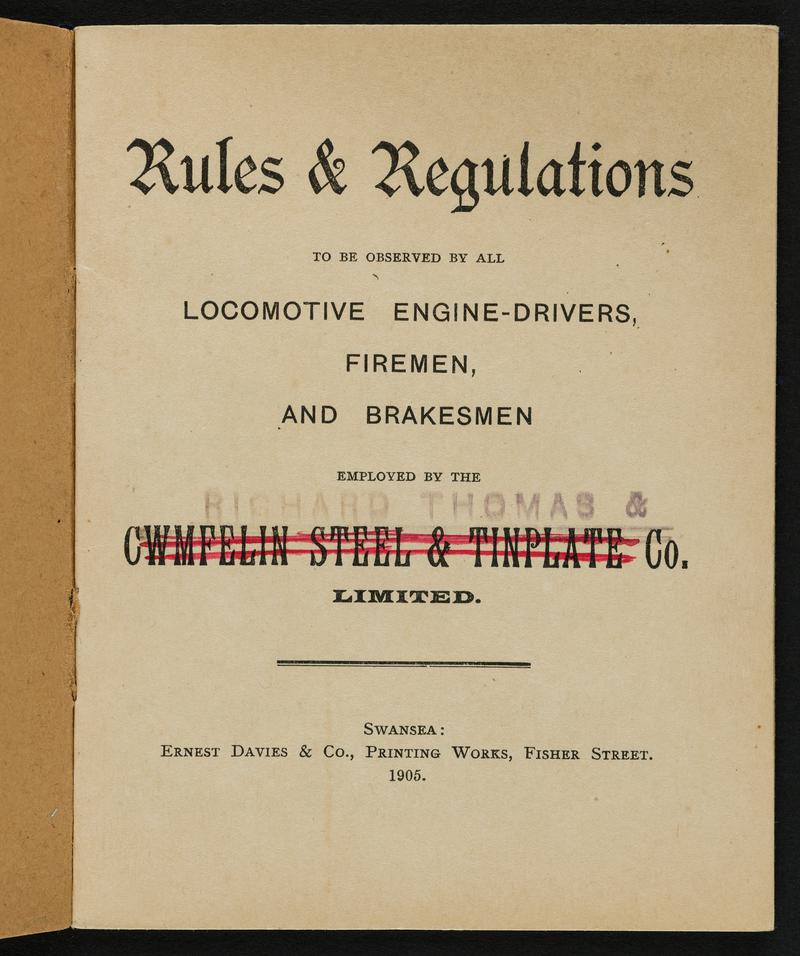 Rules & Regulations
TO BE OBSERVED BY ALL
LOCOMOTIVE ENGINE-DRIVERS,
FIREMEN,
AND BRAKESMEN
EMPLOYED BY THE
RICHARD THOMAS &
CWMFELIN STEEL & TINPLATE Co.
LIMITED.
SWANSEA:
ERNEST DAVIES & Co., PRINTING WORKS, FISHER STREET.
1905.